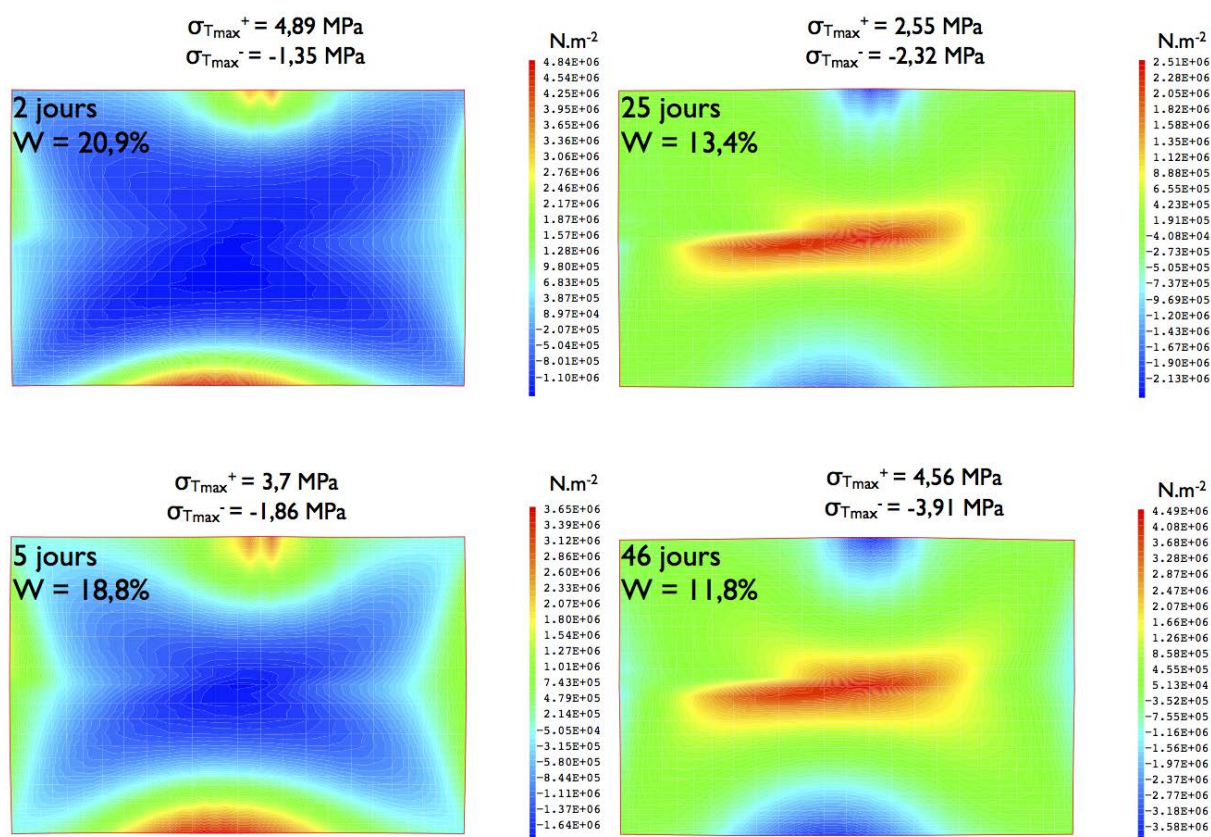 σTmax+ = 4,89 MPa
σTmax- = -1,35 MPa
N.m-2
2 jours
W = 20,9%
4.84E+06
4.54E+06
4.25E+06
3.95E+06
3.65E+06
3.36E+06
3.06E+06
2.76E+06
2.46E+06
2.17E+06
1.87E+06
1.57E+06
1.28E+06
9.80E+05
6.83E+05
3.87E+05
8.97E+04
-2.07E+05
-5.04E+05
-8.01E+05
-1.10E+06
σTmax+ = 2,55 MPa
σTmax- = -2,32 MPa
N.m-2
25 jours
W = 13,4%
2.51E+06
2.28E+06
2.05E+06
1.82E+06
1.58E+06
1.35E+06
1.12E+06
8.88E+05
6.55E+05
4.23E+05
1.91E+05
-4.08E+04
-2.73E+05
-5.05E+05
-7.37E+05
-9.69E+05
-1.20E+06
-1.43E+06
-1.67E+06
-1.90E+06
-2.13E+06
σTmax+ = 3,7 MPa
σTmax- = -1,86 MPa
N.m-2
5 jours
W = 18,8%
3.65E+06
3.39E+06
3.12E+06
2.86E+06
2.60E+06
2.33E+06
2.07E+06
1.80E+06
1.54E+06
1.27E+06
1.01E+06
7.43E+05
4.79E+05
2.14E+05
-5.05E+04
-3.15E+05
-5.80E+05
-8.44E+05
-1.11E+06
-1.37E+06
-1.64E+06
σTmax+ = 4,56 MPa
σTmax- = -3,91 MPa
N.m-2
46 jours
W = 11,8%
4.49E+06
4.08E+06
3.68E+06
3.28E+06
2.87E+06
2.47E+06
2.07E+06
1.66E+06
1.26E+06
8.58E+05
4.55E+05
5.13E+04
-3.52E+05
-7.55E+05
-1.16E+06
-1.56E+06
-1.97E+06
-2.37E+06
-2.77E+06
-3.18E+06
-3.58E+06